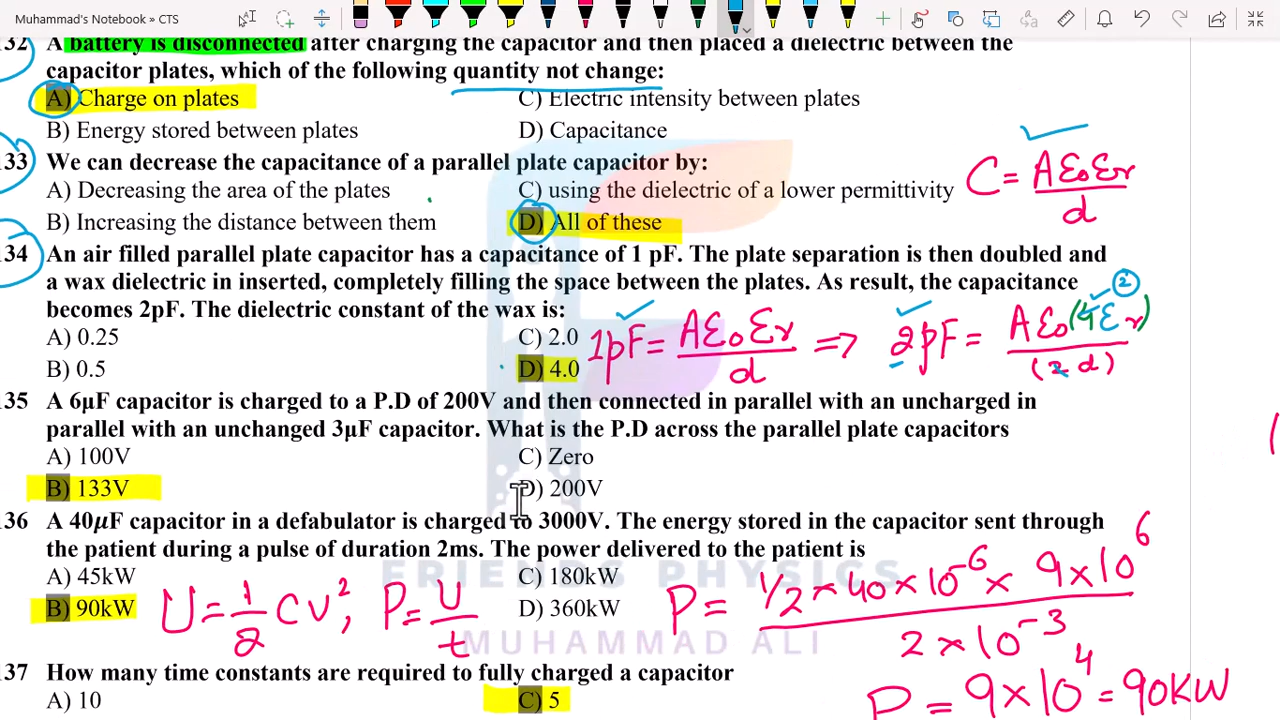 Muhammad's Notebook » CTS
132 A battery is disconnected after charging the capacitor and then placed a dielectric between the
capacitor plates, which of the following quantity not change:
A) Charge on plates C) Electric intensity between plates
B) Energy stored between plates D) Capacitance
133 We can decrease the capacitance of a parallel plate capacitor by:
A) Decreasing the area of the plates C) using the dielectric of a lower permittivity
B) Increasing the distance between them D) All of these
C = Aε₀εr / d
134 An air filled parallel plate capacitor has a capacitance of 1 pF. The plate separation is then doubled and
a wax dielectric in inserted, completely filling the space between the plates. As result, the capacitance
becomes 2pF. The dielectric constant of the wax is:
A) 0.25 C) 2.0
B) 0.5 D) 4.0
1pF = Aε₀εr / d => 2pF = Aε₀(4εr) / (2d)
2
135 A 6μF capacitor is charged to a P.D of 200V and then connected in parallel with an uncharged in
parallel with an unchanged 3μF capacitor. What is the P.D across the parallel plate capacitors
A) 100V C) Zero
B) 133V D) 200V
136 A 40μF capacitor in a defabulator is charged to 3000V. The energy stored in the capacitor sent through
the patient during a pulse of duration 2ms. The power delivered to the patient is
A) 45kW C) 180kW
B) 90kW D) 360kW
U = 1/2 CV², P = U/t
P = 1/2 × 40 × 10⁻⁶ × 9 × 10⁶ / 2 × 10⁻³
P = 9 × 10⁴ = 90KW
PHYSICS
MUHAMMAD ALI
137 How many time constants are required to fully charged a capacitor
A) 10 C) 5